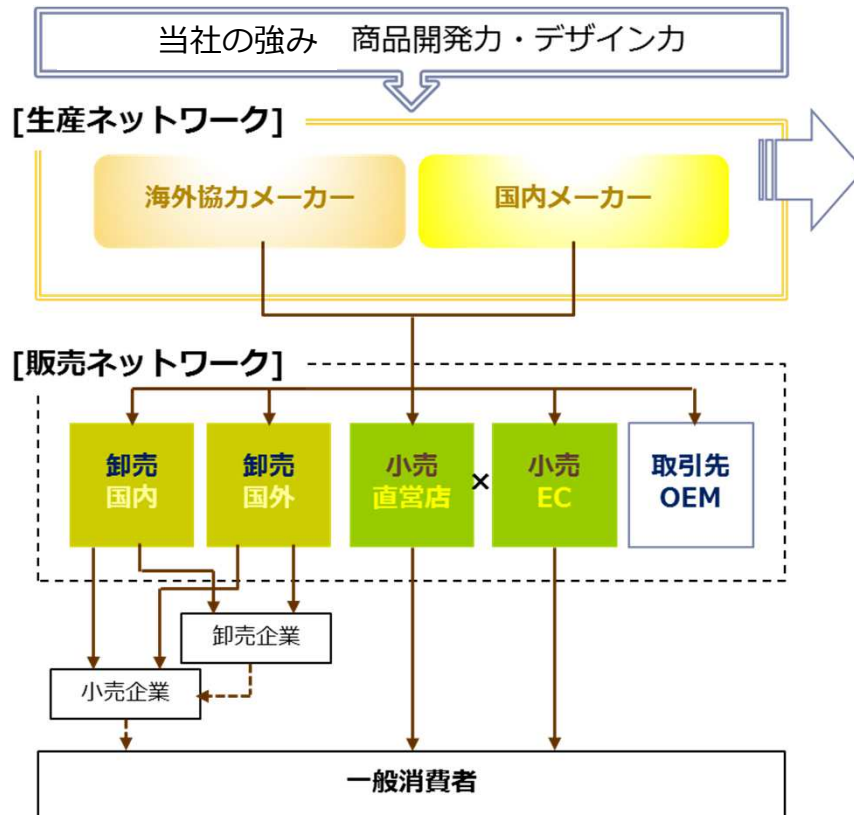 当社の強み 商品開発力・デザイン力
[生産ネットワーク]
海外協力メーカー
国内メーカー
[販売ネットワーク]
卸売
国内
卸売
国外
小売
直営店
×
小売
EC
取引先
OEM
卸売企業
小売企業
一般消費者